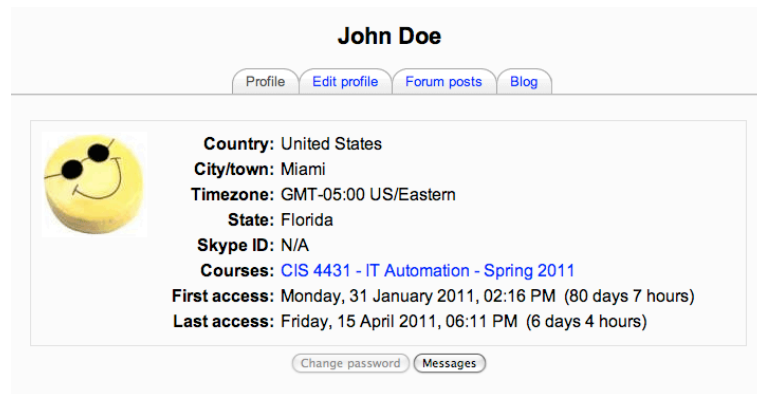 John Doe
Profile Edit profile Forum posts Blog
Country: United States
City/town: Miami
Timezone: GMT-05:00 US/Eastern
State: Florida
Skype ID: N/A
Courses: CIS 4431 - IT Automation - Spring 2011
First access: Monday, 31 January 2011, 02:16 PM (80 days 7 hours)
Last access: Friday, 15 April 2011, 06:11 PM (6 days 4 hours)
Change password Messages